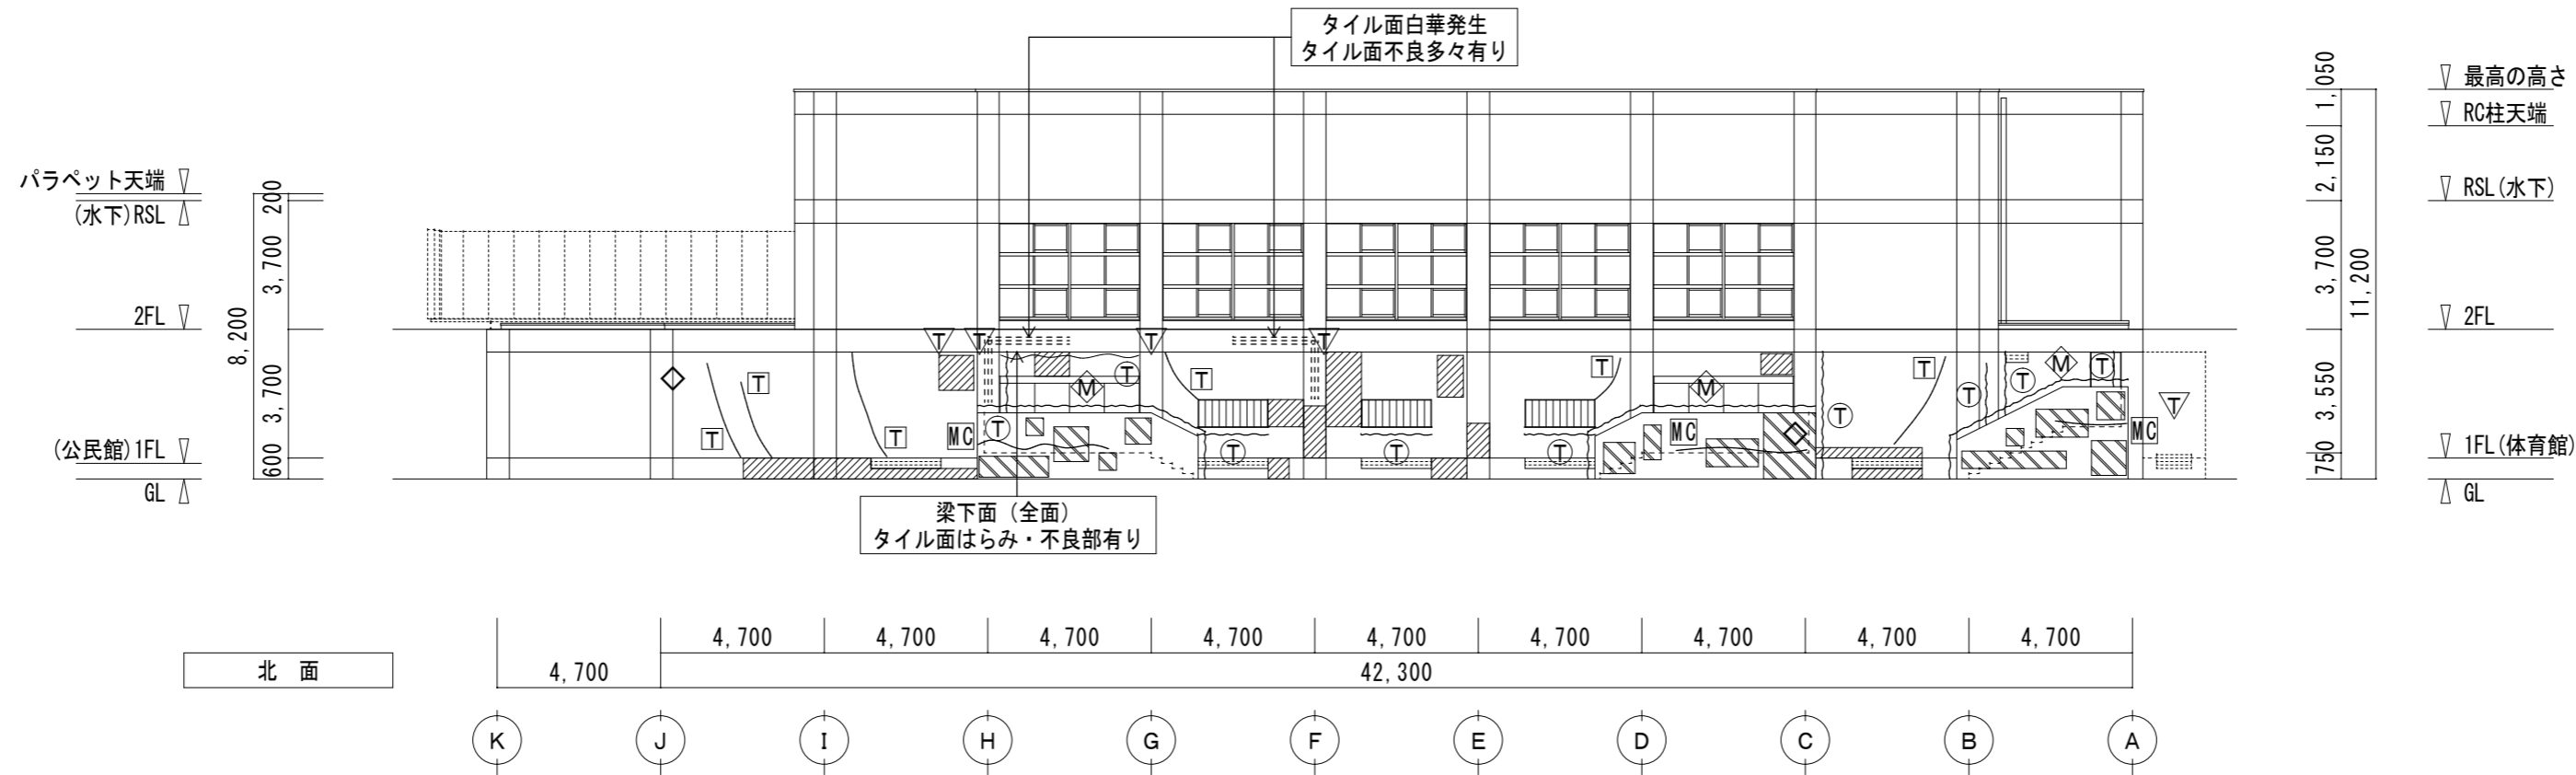 タイル面白華発生
タイル面不良多々有り
パラペット天端
(水下)RSL
2FL
(公民館)1FL
GL
8,200
200
3,700
3,700
600
1,050
2,150
3,700
3,550
750
11,200
最高の高さ
RC柱天端
RSL(水下)
2FL
1FL(体育館)
GL
T T T T
T M T T T M T M T T
T T T MC T MC T T MC
T T T
梁下面（全面）
タイル面はらみ・不良部有り
4,700 4,700 4,700 4,700 4,700 4,700 4,700 4,700 4,700
北 面
4,700 42,300
K J I H G F E D C B A